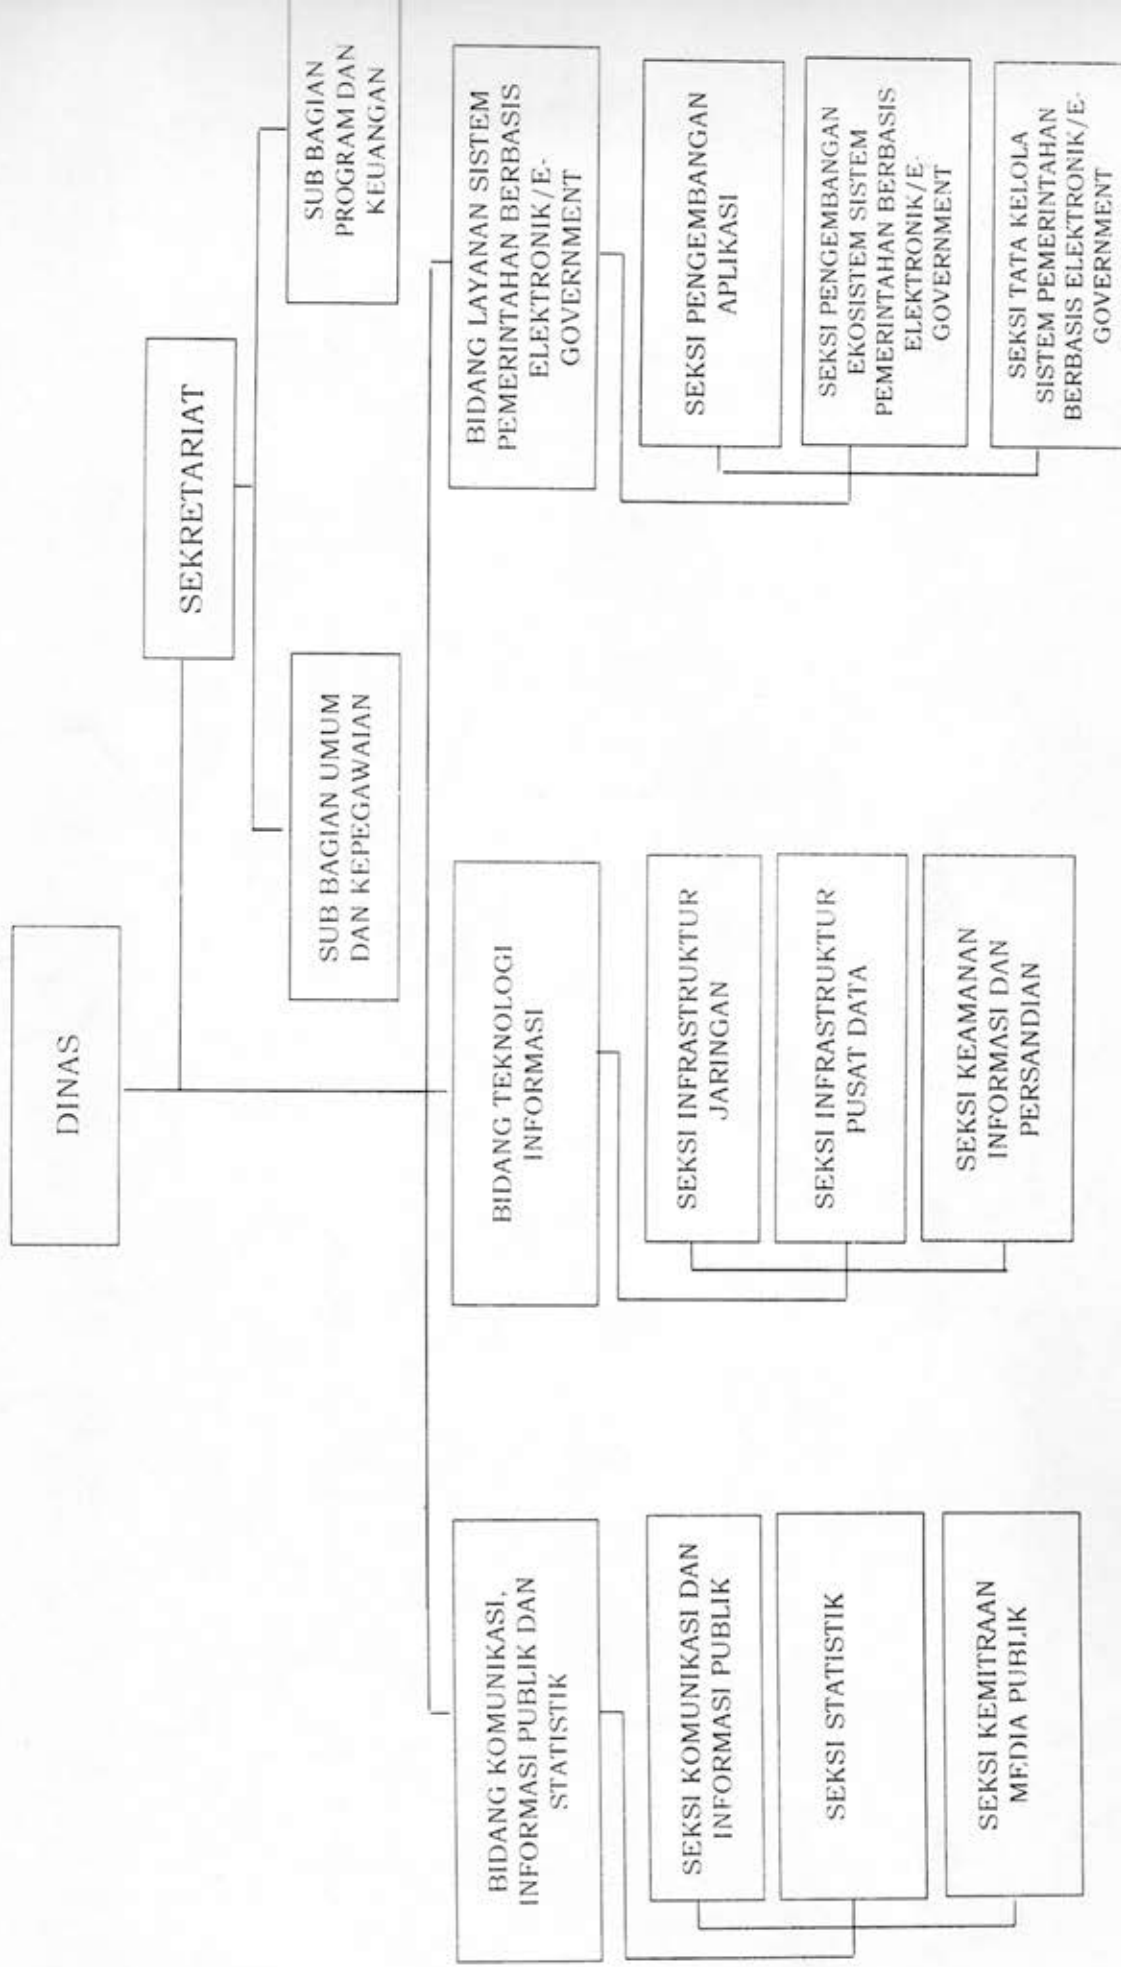 DINAS
SEKRETARIAT
SUB BAGIAN UMUM
DAN KEPEGAWAIAN
SUB BAGIAN
PROGRAM DAN
KEUANGAN
BIDANG KOMUNIKASI,
INFORMASI PUBLIK DAN
STATISTIK
SEKSI KOMUNIKASI DAN
INFORMASI PUBLIK
SEKSI STATISTIK
SEKSI KEMITRAAN
MEDIA PUBLIK
BIDANG TEKNOLOGI
INFORMASI
SEKSI INFRASTRUKTUR
JARINGAN
SEKSI INFRASTRUKTUR
PUSAT DATA
SEKSI KEAMANAN
INFORMASI DAN
PERSANDIAN
BIDANG LAYANAN SISTEM
PEMERINTAHAN BERBASIS
ELEKTRONIK/E-
GOVERNMENT
SEKSI PENGEMBANGAN
APLIKASI
SEKSI PENGEMBANGAN
EKOSISTEM SISTEM
PEMERINTAHAN BERBASIS
ELEKTRONIK/E-
GOVERNMENT
SEKSI TATA KELOLA
SISTEM PEMERINTAHAN
BERBASIS ELEKTRONIK/E-
GOVERNMENT